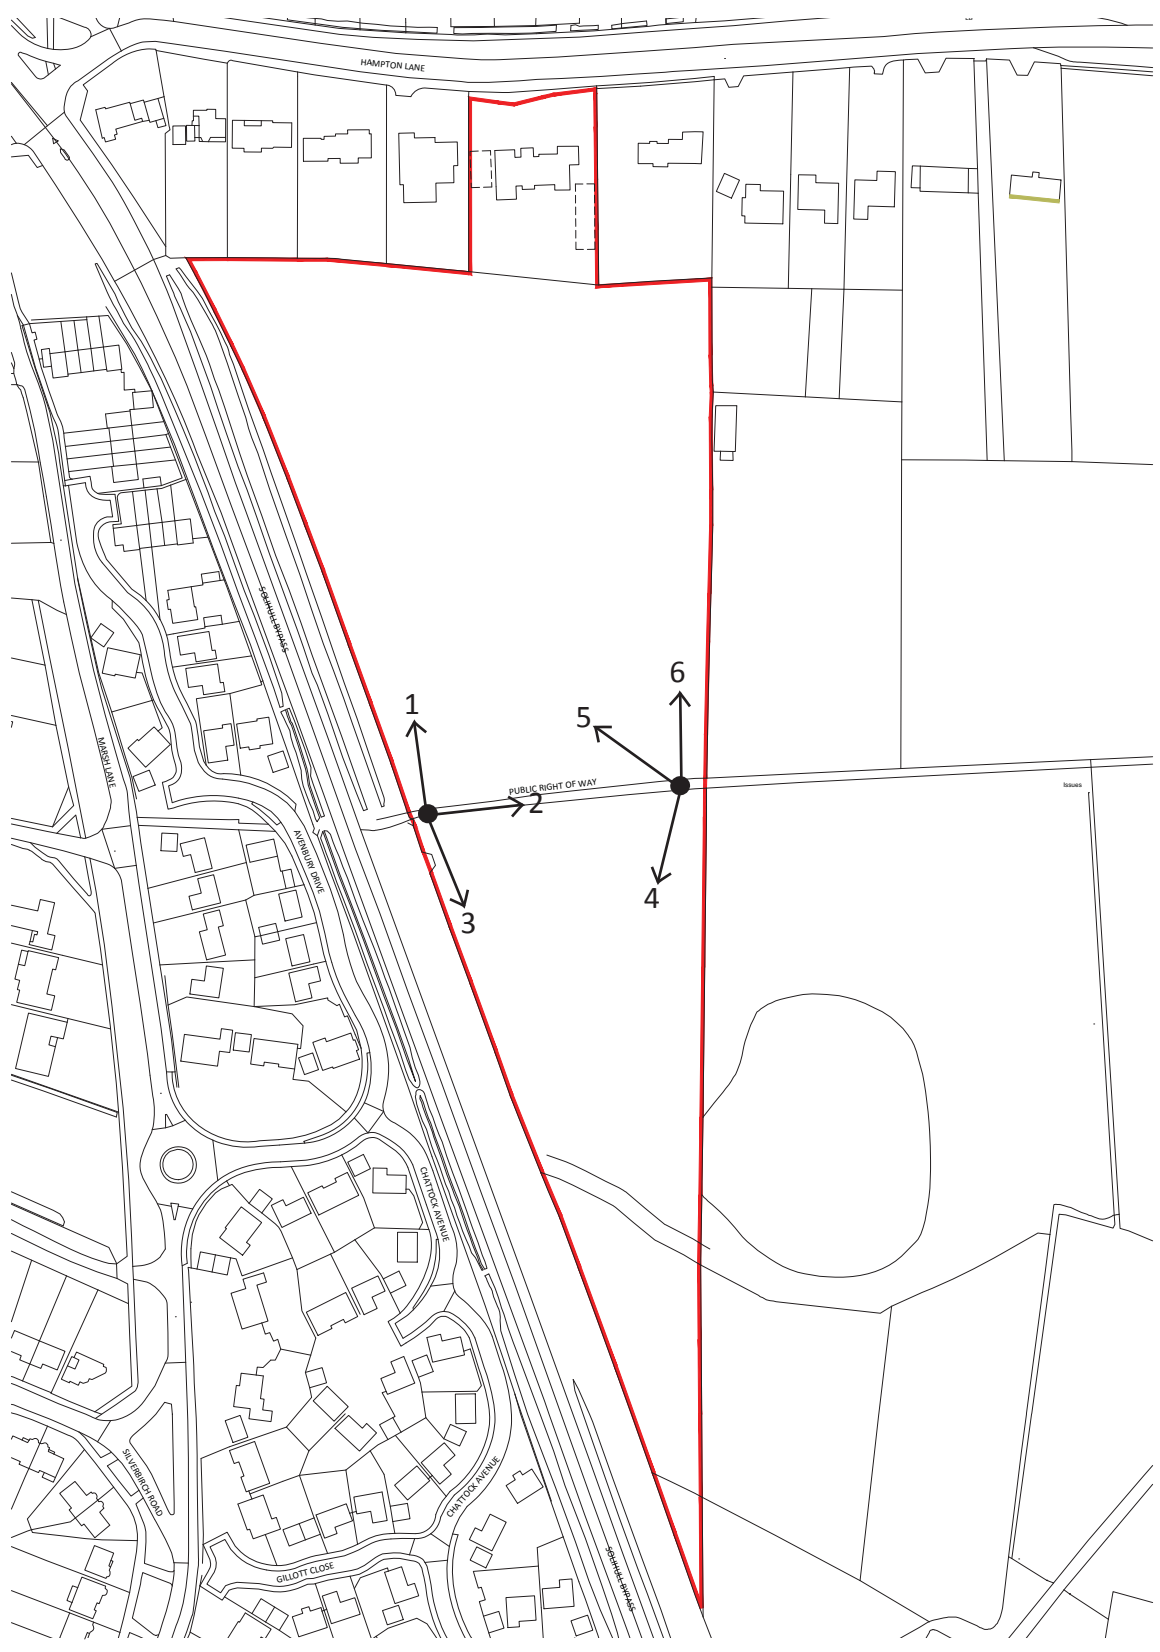 HAMPTON LANE
SOLIHULL BYPASS
6
1
5
MARSH LANE
PUBLIC RIGHT OF WAY
Issues
2
AVENBURY DRIVE
4
3
CHATTOCK AVENUE
SILVERBIRCH ROAD
CHATTOCK AVENUE
GILLOTT CLOSE
SOLIHULL BYPASS